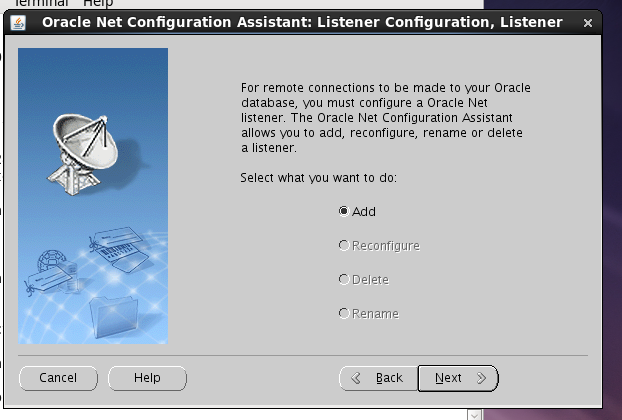 Terminal Help
Oracle Net Configuration Assistant: Listener Configuration, Listener
For remote connections to be made to your Oracle
database, you must configure a Oracle Net
listener. The Oracle Net Configuration Assistant
allows you to add, reconfigure, rename or delete
a listener.
Select what you want to do:
Add
Reconfigure
Delete
Rename
Cancel
Help
Back
Next